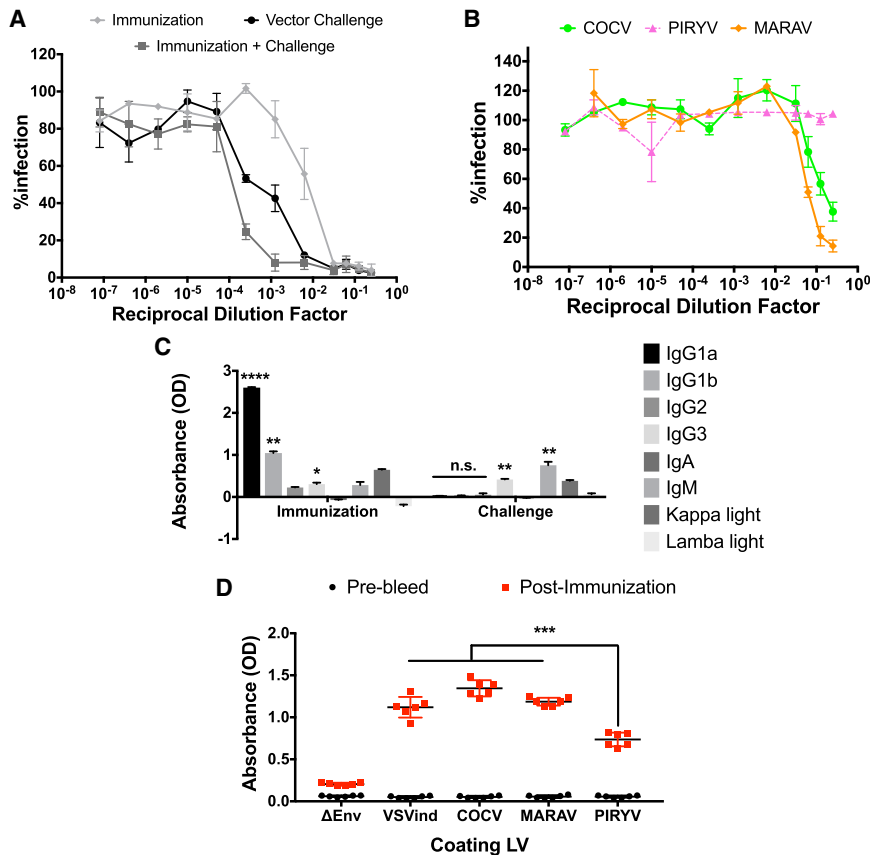 A
Immunization
Vector Challenge
Immunization + Challenge
%infection
120
100
80
60
40
20
0
10-8
10-7
10-6
10-5
10-4
10-3
10-2
10-1
100
Reciprocal Dilution Factor
B
COCV
PIRYV
MARAV
%infection
140
120
100
80
60
40
20
0
10-8
10-7
10-6
10-5
10-4
10-3
10-2
10-1
100
Reciprocal Dilution Factor
C
Absorbance (OD)
3
2
1
0
-1
****
**
*
n.s.
**
**
Immunization
Challenge
IgG1a
IgG1b
IgG2
IgG3
IgA
IgM
Kappa light
Lamba light
D
Pre-bleed
Post-Immunization
Absorbance (OD)
2.0
1.5
1.0
0.5
0.0
***
ΔEnv
VSVind
COCV
MARAV
PIRYV
Coating LV